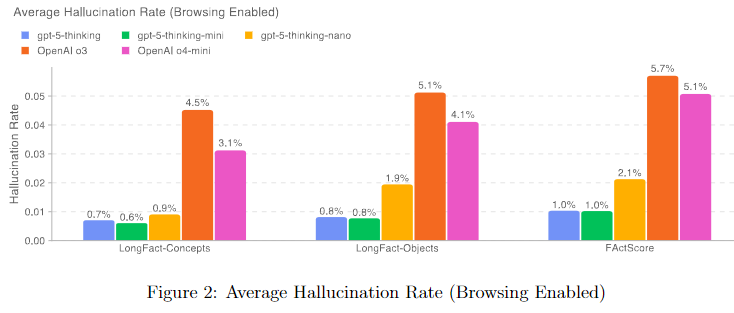 Average Hallucination Rate (Browsing Enabled)
gpt-5-thinking gpt-5-thinking-mini gpt-5-thinking-nano
OpenAI o3 OpenAI o4-mini
Hallucination Rate
0.05
0.04
0.03
0.02
0.01
0.00
0.7% 0.6% 0.9% 4.5% 3.1%
0.8% 0.8% 1.9% 5.1% 4.1%
1.0% 1.0% 2.1% 5.7% 5.1%
LongFact-Concepts LongFact-Objects FActScore
Figure 2: Average Hallucination Rate (Browsing Enabled)